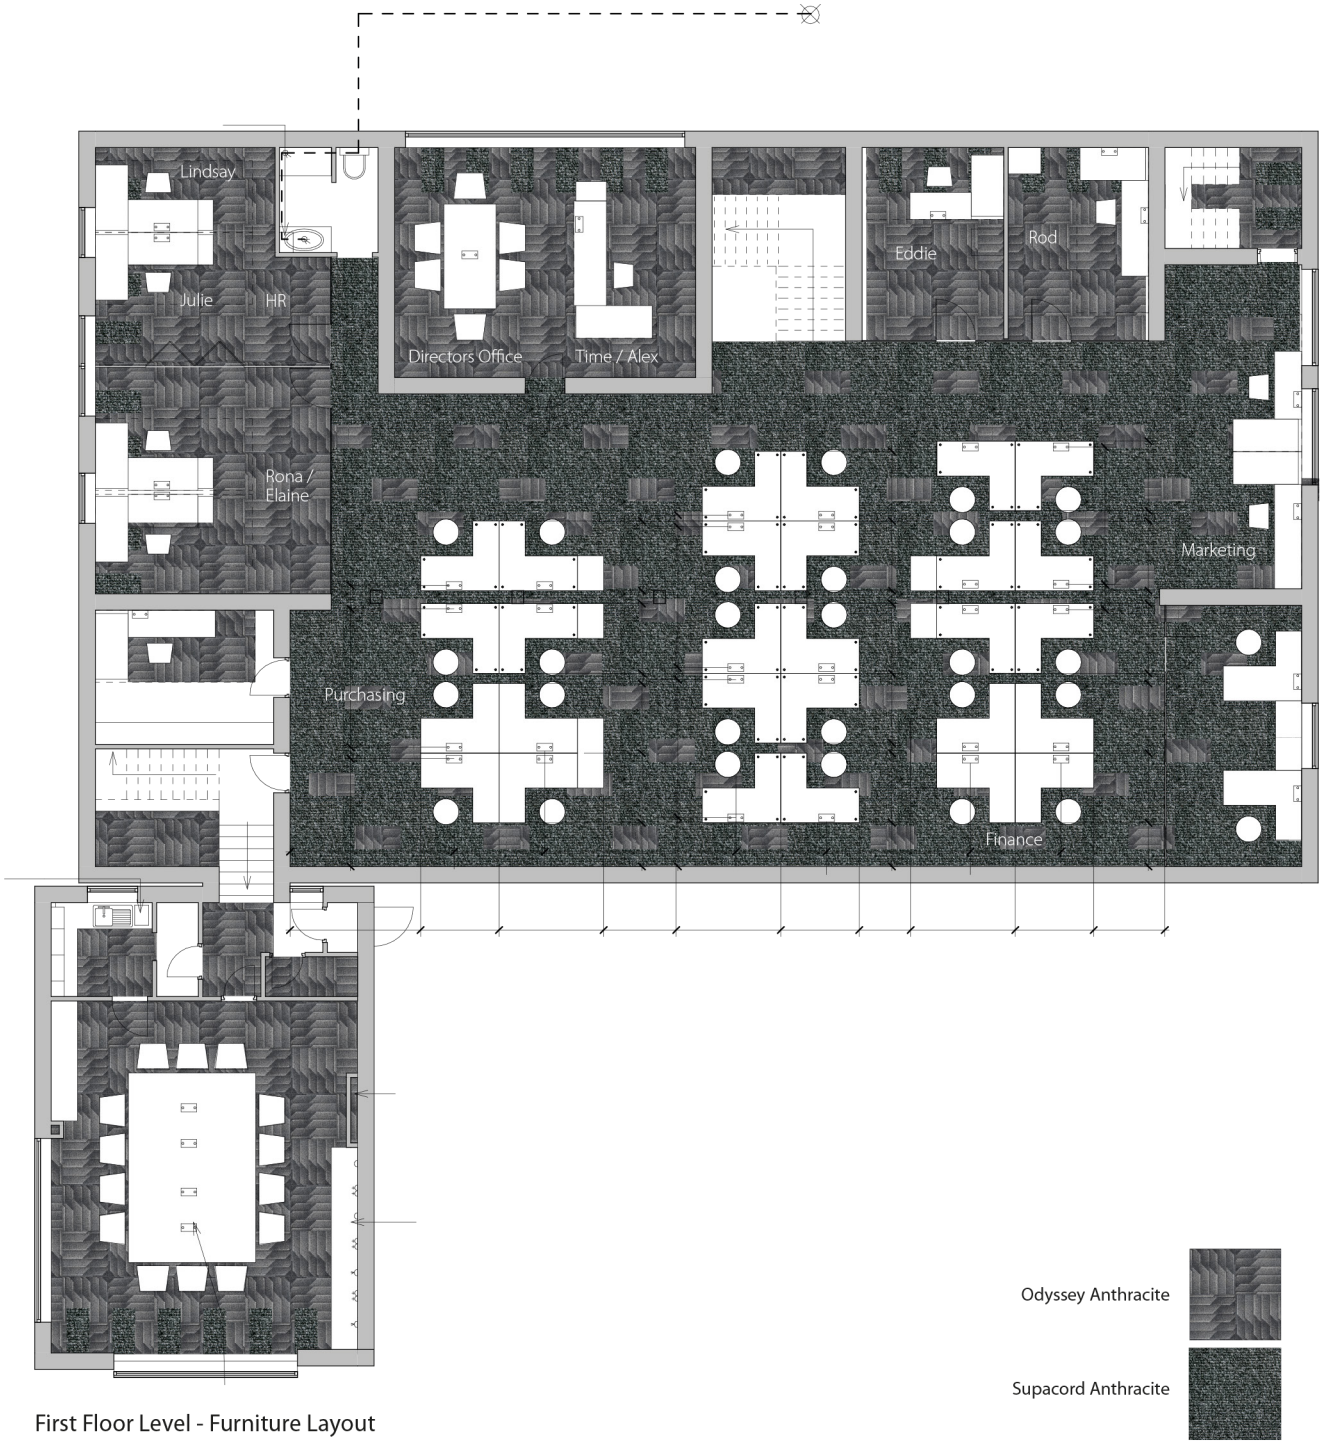 Lindsay
Julie
HR
Directors Office
Time / Alex
Eddie
Rod
Rona /
Elaine
Marketing
Purchasing
Finance
Odyssey Anthracite
Supacord Anthracite
First Floor Level - Furniture Layout